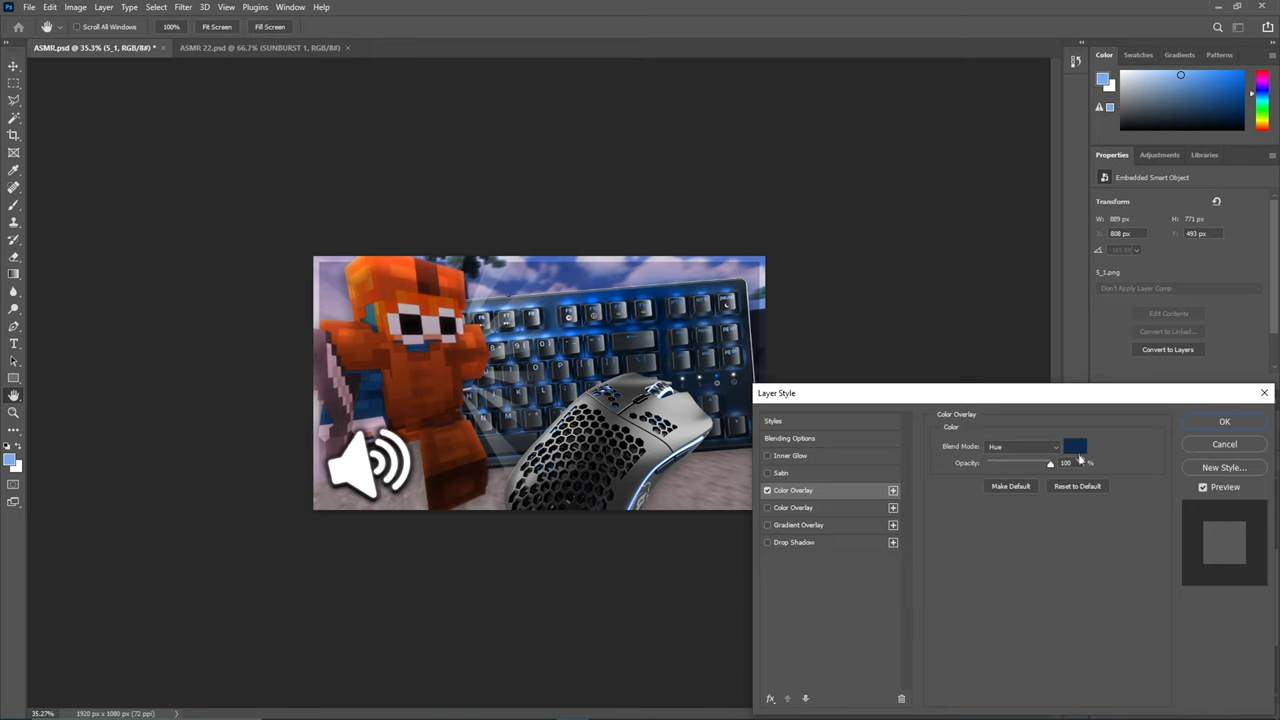 Ps File Edit Image Layer Type Select Filter 3D View Plugins Window Help
Scroll All Windows 100% Fit Screen Fill Screen
ASMR.psd @ 35.3% (S_1, RGB/8#) * × ASMR 22.psd @ 66.7% (SUNBURST 1, RGB/8#) ×
Color Swatches Gradients Patterns
Properties Adjustments Libraries
Embedded Smart Object
Transform
W: 889 px H: 771 px
X: 808 px Y: 493 px
S_1.png
Don't Apply Layer Comp
Edit Contents
Convert to Linked...
Convert to Layers
Layer Style
Styles
Blending Options
Inner Glow
Satin
Color Overlay
Color Overlay
Gradient Overlay
Drop Shadow
fx
Color Overlay
Color
Blend Mode: Hue
Opacity: 100 %
Make Default Reset to Default
OK
Cancel
New Style...
Preview
35.27% 1920 px x 1080 px (72 ppi)